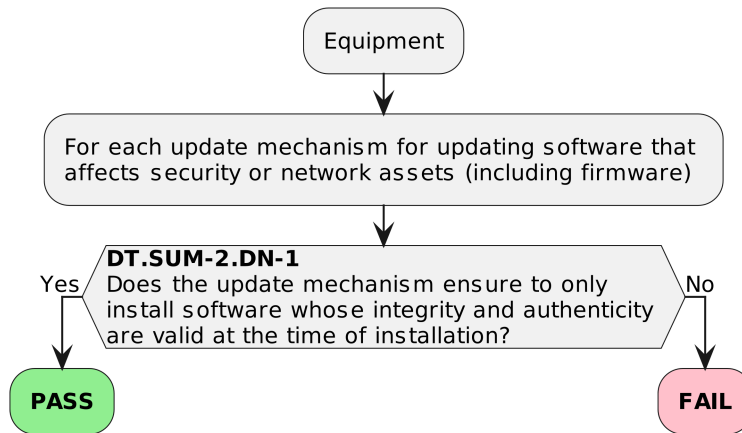 Equipment
For each update mechanism for updating software that
affects security or network assets (including firmware)
DT.SUM-2.DN-1
Yes
Does the update mechanism ensure to only
No
install software whose integrity and authenticity
are valid at the time of installation?
PASS
FAIL